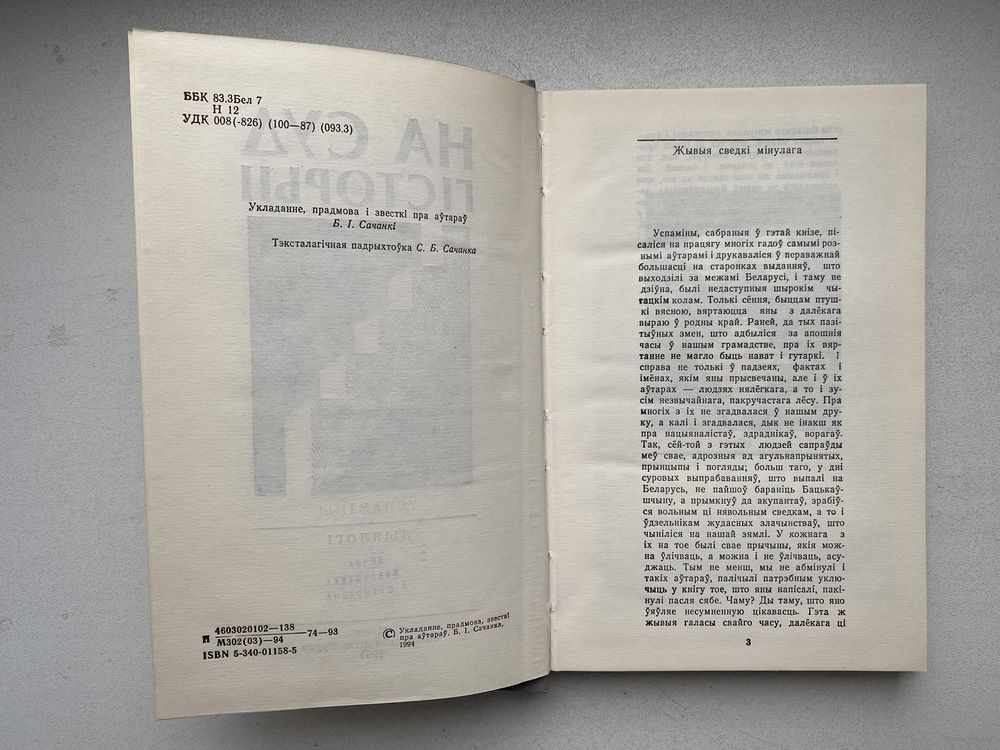 ББК 83.3Бел 7
Н 12
УДК 008(-826) (100—87) (093.3)
Укладанне, прадмова і звесткі пра аўтараў
Б. І. Сачанкі
Тэксталагічная падрыхтоўка С. Б. Сачанка
П 4603020102—138
М302(03)—94
—74—93
ISBN 5-340-01158-5
© Укладанне, прадмова, звесткі
пра аўтараў. Б. І. Сачанка,
1994
Жывыя сведкі мінулага
Успаміны, сабраныя ў гэтай кнізе, пі-
саліся на працягу многіх гадоў самымі роз-
нымі аўтарамі і друкаваліся ў пераважнай
большасці на старонках выданняў, што
выходзілі за межамі Беларусі, і таму не
дзіўна, былі недаступныя шырокім чы-
тацкім колам. Толькі сёння, быццам птуш-
кі вясною, вяртаюцца яны з далёкага
выраю ў родны край. Раней, да тых пазі-
тыўных змен, што адбыліся за апошнія
часы ў нашым грамадстве, пра іх вяр-
танне не магло быць нават і гутаркі. І
справа не толькі ў падзеях, фактах і
імёнах, якім яны прысвечаны, але і ў іх
аўтарах — людзях нялёгкага, а то і зу-
сім незвычайнага, пакручастага лёсу. Пра
многіх з іх не згадвалася ў нашым дру-
ку, а калі і згадвалася, дык не інакш як
пра нацыяналістаў, здраднікаў, ворагаў.
Так, сёй-той з гэтых людзей сапраўды
меў свае, адрозныя ад агульнапрынятых,
прынцыпы і погляды; больш таго, у дні
суровых выпрабаванняў, што выпалі на
Беларусь, не пайшоў бараніць Бацькаў-
шчыну, а прымкнуў да акупантаў, зрабіўся
вольным ці нявольным сведкам, а то і
ўдзельнікам жудасных злачынстваў, што
чыніліся на нашай зямлі. У кожнага з
іх на тое былі свае прычыны, якія мож-
на ўлічваць, а можна і не ўлічваць, асу-
джаць. Тым не менш, мы не абмінулі і
такіх аўтараў, палічылі патрэбным уклю-
чыць у кнігу тое, што яны напісалі, пакі-
нулі пасля сябе. Чаму? Ды таму, што яно
ўяўляе несумненную цікавасць. Гэта ж
жывыя галасы свайго часу, далёкага ці
3